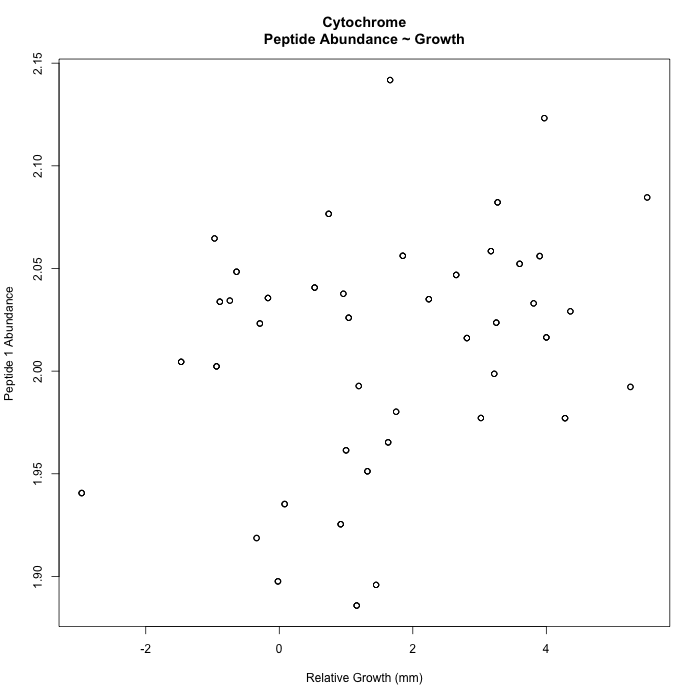 Cytochrome
Peptide Abundance ~ Growth
2.15
2.10
2.05
2.00
1.95
1.90
Peptide 1 Abundance
-2 0 2 4
Relative Growth (mm)